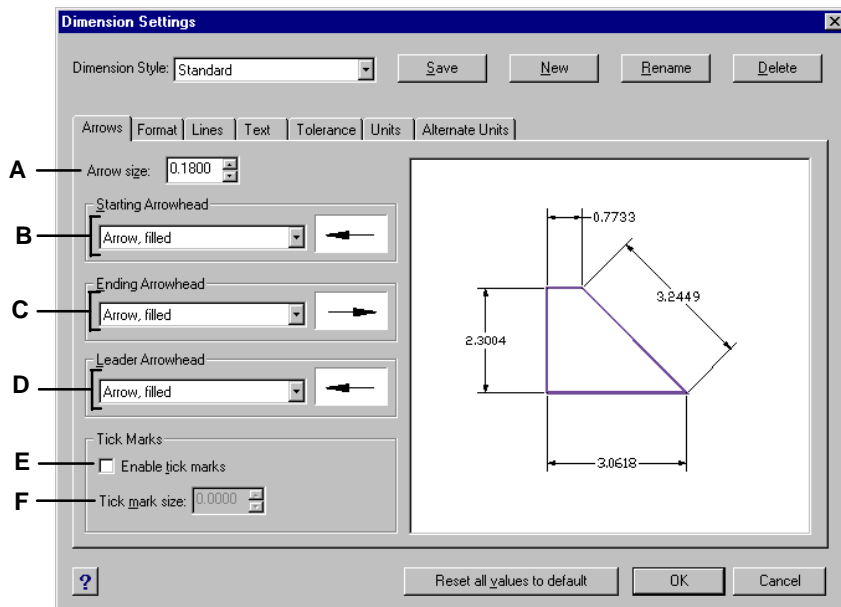 Dimension Settings
Dimension Style: Standard Save New Rename Delete
Arrows Format Lines Text Tolerance Units Alternate Units
A Arrow size: 0.1800
Starting Arrowhead
B Arrow, filled
Ending Arrowhead
C Arrow, filled
Leader Arrowhead
D Arrow, filled
Tick Marks
E Enable tick marks
F Tick mark size: 0.0000
0.7733
3.2449
2.3004
3.0618
? Reset all values to default OK Cancel